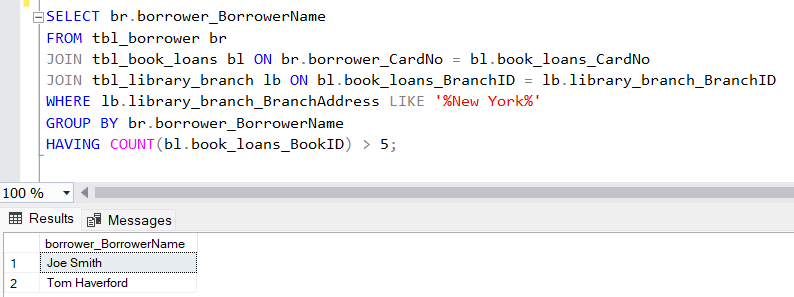 SELECT br.borrower_BorrowerName
FROM tbl_borrower br
JOIN tbl_book_loans bl ON br.borrower_CardNo = bl.book_loans_CardNo
JOIN tbl_library_branch lb ON bl.book_loans_BranchID = lb.library_branch_BranchID
WHERE lb.library_branch_BranchAddress LIKE '%New York%'
GROUP BY br.borrower_BorrowerName
HAVING COUNT(bl.book_loans_BookID) > 5;
100 %
Results Messages
borrower_BorrowerName
1 Joe Smith
2 Tom Haverford